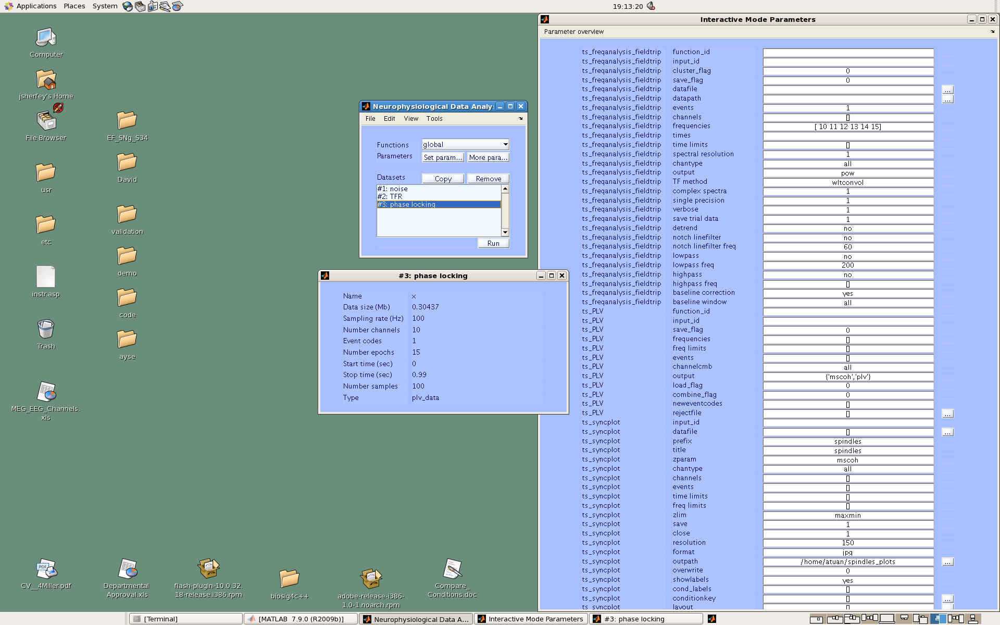 Applications Places System
19:13:20
Computer
jsherfey's Home
File Browser
EF_SNg_S34
David
usr
validation
etc
demo
instr.asp
code
Trash
ayse
MEG_EEG_Channels.
xls
CV__4Miller.pdf
Departmental
Approval.xls
flash-plugin-10.0.32.
18-release.i386.rpm
biosig4c++
adobe-release-i386-
1.0-1.noarch.rpm
Compare_
Conditions.doc
Neurophysiological Data Analy
File Edit View Tools
Functions global
Parameters Set param... More para...
Datasets Copy Remove
#1: noise
#2: TFR
#3: phase locking
Run
#3: phase locking
Name x
Data size (Mb) 0.30437
Sampling rate (Hz) 100
Number channels 10
Event codes 1
Number epochs 15
Start time (sec) 0
Stop time (sec) 0.99
Number samples 100
Type plv_data
Interactive Mode Parameters
Parameter overview
ts_freqanalysis_fieldtrip function_id
ts_freqanalysis_fieldtrip input_id
ts_freqanalysis_fieldtrip cluster_flag 0
ts_freqanalysis_fieldtrip save_flag 0
ts_freqanalysis_fieldtrip datafile ...
ts_freqanalysis_fieldtrip datapath ...
ts_freqanalysis_fieldtrip events 1
ts_freqanalysis_fieldtrip channels []
ts_freqanalysis_fieldtrip frequencies [ 10 11 12 13 14 15]
ts_freqanalysis_fieldtrip times
ts_freqanalysis_fieldtrip time limits []
ts_freqanalysis_fieldtrip spectral resolution 1
ts_freqanalysis_fieldtrip chantype all
ts_freqanalysis_fieldtrip output pow
ts_freqanalysis_fieldtrip TF method wltconvol
ts_freqanalysis_fieldtrip complex spectra 1
ts_freqanalysis_fieldtrip single precision 1
ts_freqanalysis_fieldtrip verbose 1
ts_freqanalysis_fieldtrip save trial data 1
ts_freqanalysis_fieldtrip detrend no
ts_freqanalysis_fieldtrip notch linefilter no
ts_freqanalysis_fieldtrip notch linefilter freq 60
ts_freqanalysis_fieldtrip lowpass no
ts_freqanalysis_fieldtrip lowpass freq 200
ts_freqanalysis_fieldtrip highpass no
ts_freqanalysis_fieldtrip highpass freq []
ts_freqanalysis_fieldtrip baseline correction yes
ts_freqanalysis_fieldtrip baseline window all
ts_PLV function_id
ts_PLV input_id
ts_PLV save_flag 0
ts_PLV frequencies []
ts_PLV freq limits []
ts_PLV events []
ts_PLV channelcmb all
ts_PLV output {'mscoh','plv'}
ts_PLV load_flag 0
ts_PLV combine_flag 0
ts_PLV neweventcodes []
ts_PLV rejectfile [] ...
ts_syncplot input_id
ts_syncplot datafile [] ...
ts_syncplot prefix spindles
ts_syncplot title spindles
ts_syncplot zparam mscoh
ts_syncplot chantype all
ts_syncplot channels []
ts_syncplot events []
ts_syncplot time limits []
ts_syncplot freq limits []
ts_syncplot zlim maxmin
ts_syncplot save 1
ts_syncplot close 1
ts_syncplot resolution 150
ts_syncplot format jpg
ts_syncplot outpath /home/atuan/spindles_plots ...
ts_syncplot overwrite 0
ts_syncplot showlabels yes
ts_syncplot cond_labels []
ts_syncplot conditionkey [] ...
ts_syncplot layout []
[Terminal] [MATLAB 7.9.0 (R2009b)] Neurophysiological Data A... Interactive Mode Parameters #3: phase locking